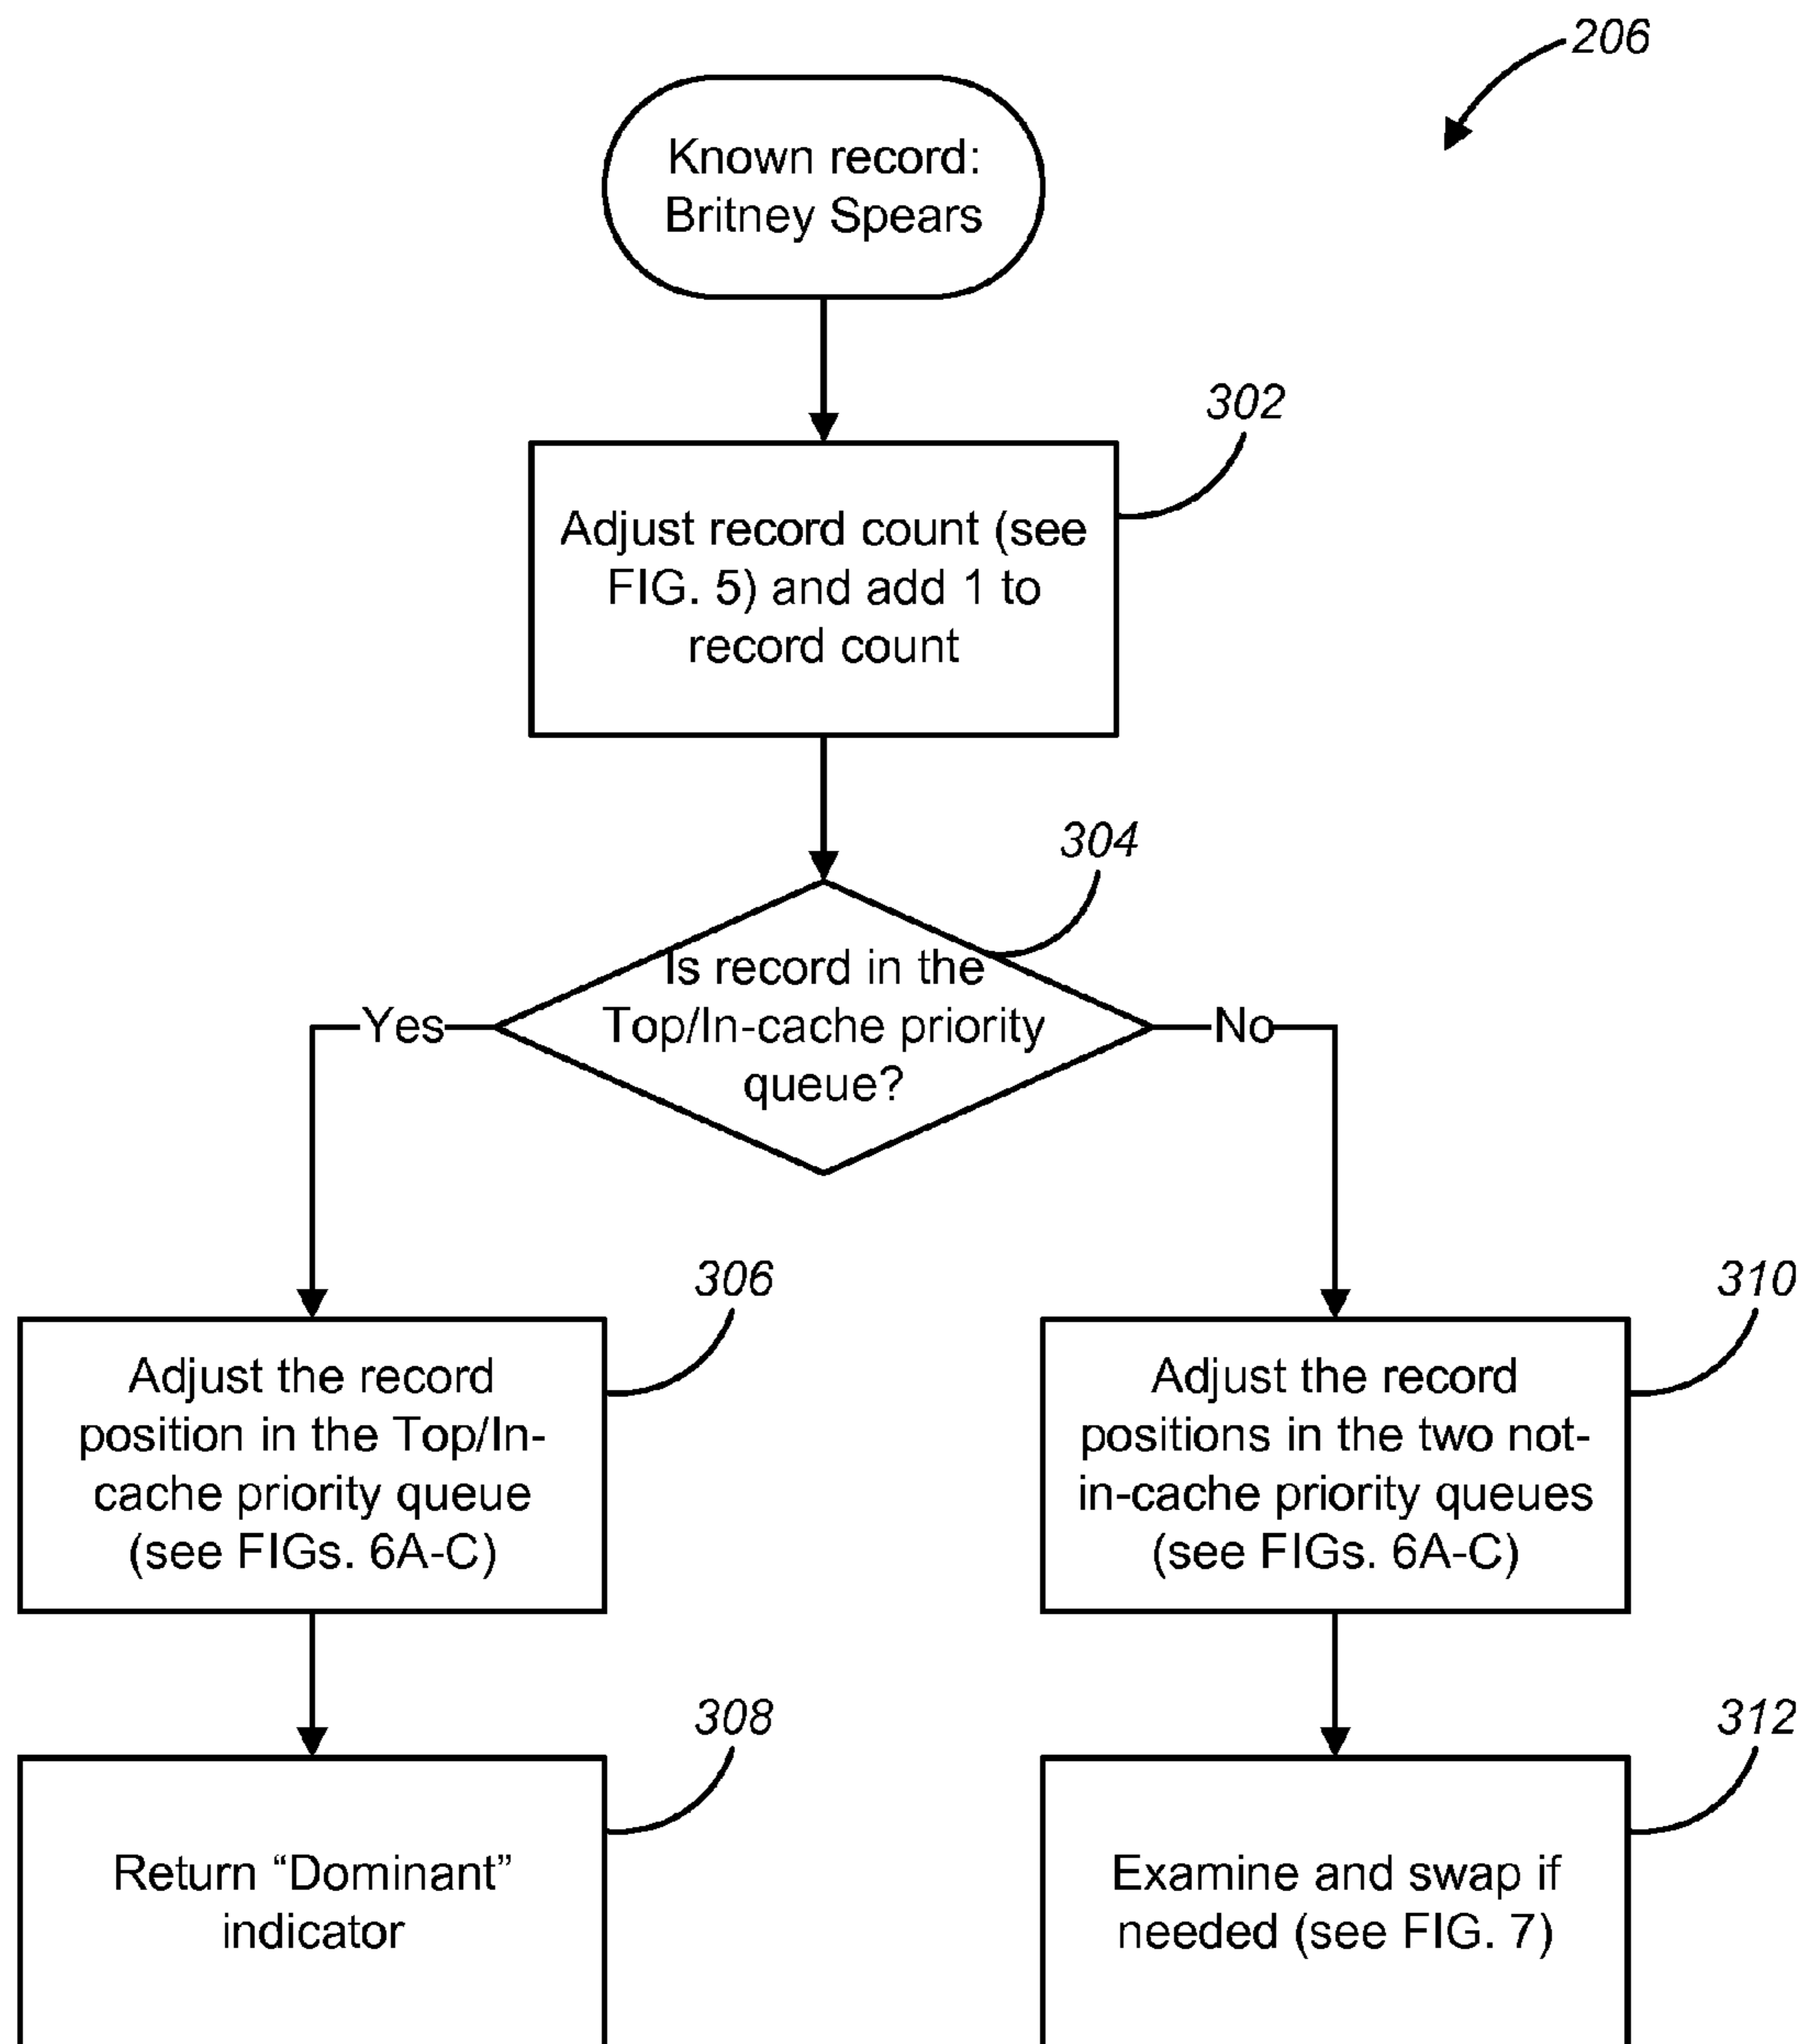 206
Known record:
Britney Spears
302
Adjust record count (see
FIG. 5) and add 1 to
record count
304
Is record in the
Top/In-cache priority
queue?
Yes
No
306
Adjust the record
position in the Top/In-
cache priority queue
(see FIGs. 6A-C)
310
Adjust the record
positions in the two not-
in-cache priority queues
(see FIGs. 6A-C)
308
Return “Dominant”
indicator
312
Examine and swap if
needed (see FIG. 7)